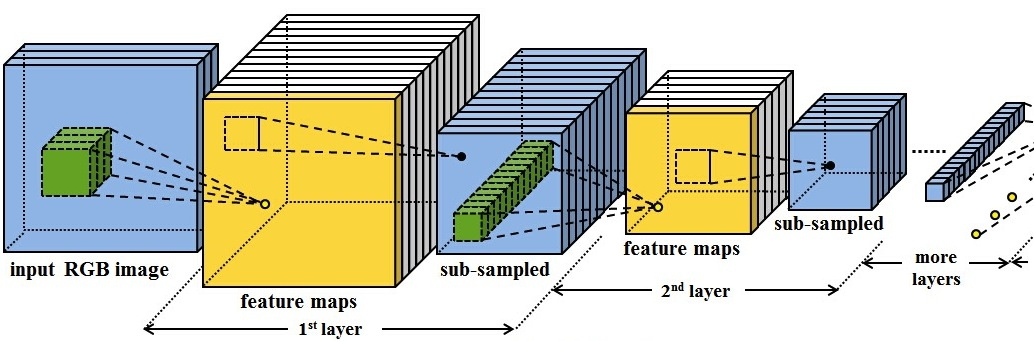 input RGB image
feature maps
sub-sampled
feature maps
sub-sampled
1st layer
2nd layer
more
layers